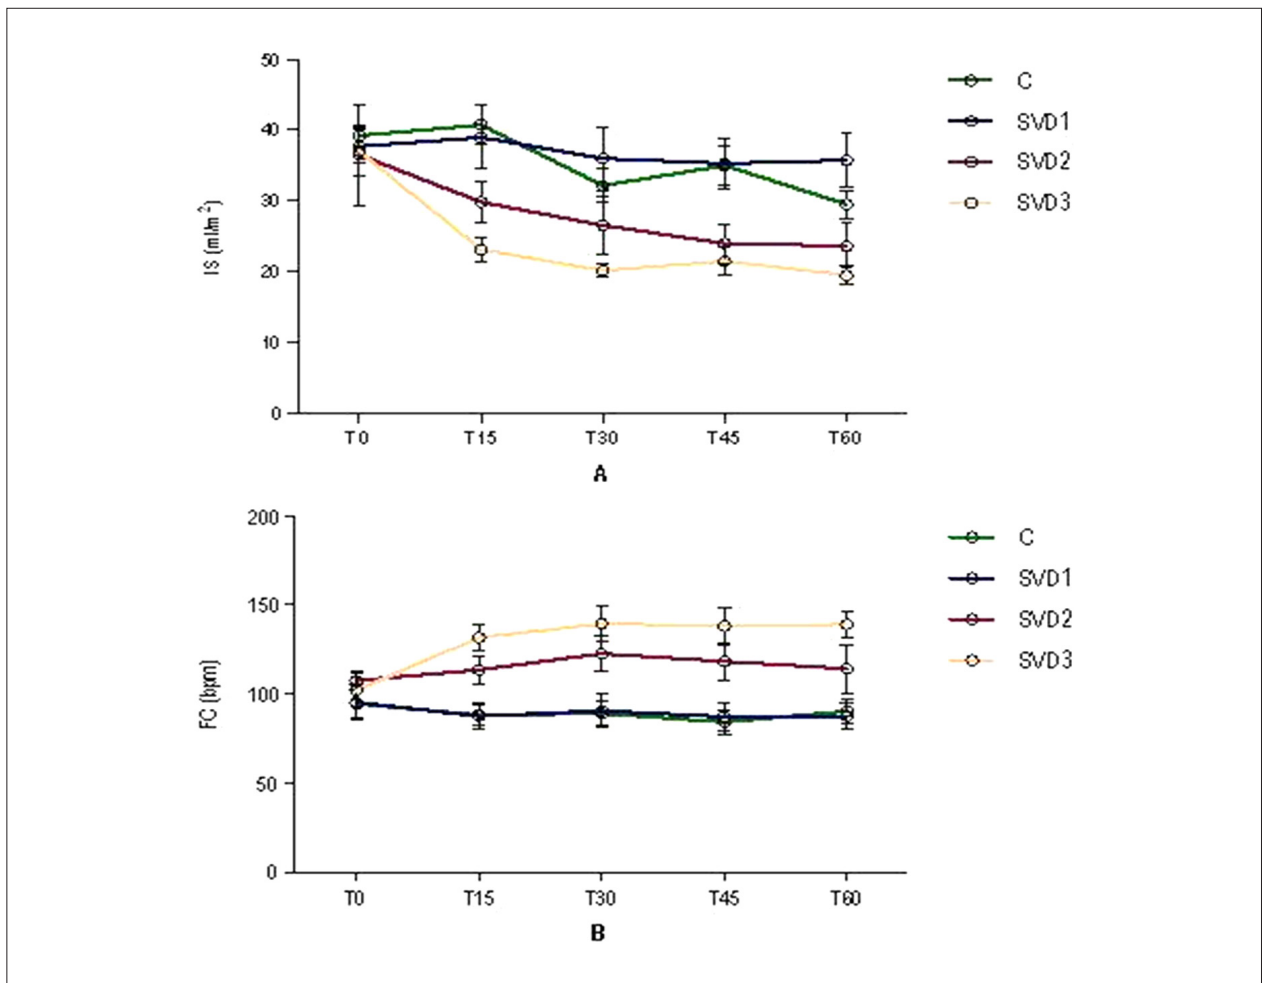 50
40
30
20
10
0
IS (ml/m²)
T0 T15 T30 T45 T60
A
C
SVD1
SVD2
SVD3
200
150
100
50
0
FC (bpm)
T0 T15 T30 T45 T60
B
C
SVD1
SVD2
SVD3